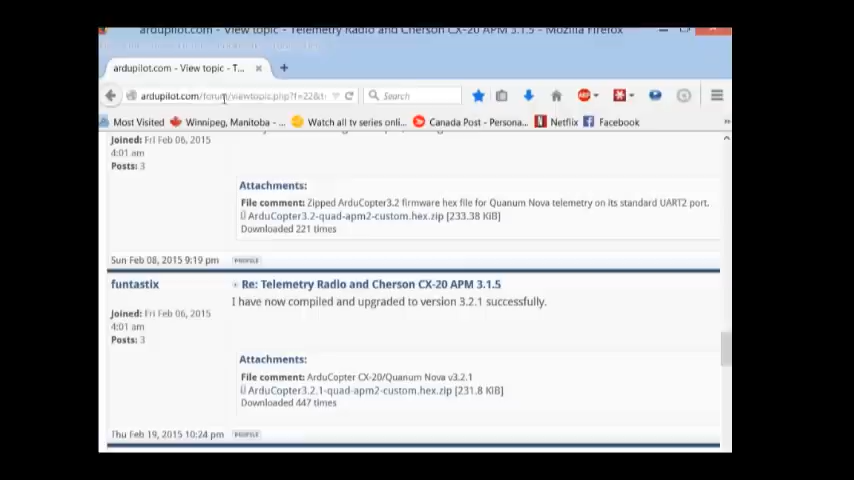 ardupilot.com - View topic - Telemetry Radio and Cherson CX-20 APM 3.1.5 - Mozilla Firefox
ardupilot.com - View topic - T...
ardupilot.com/forum/viewtopic.php?f=22&t
Search
Most Visited Winnipeg, Manitoba - ... Watch all tv series onli... Canada Post - Persona... Netflix Facebook
Joined: Fri Feb 06, 2015
4:01 am
Posts: 3
Attachments:
File comment: Zipped ArduCopter3.2 firmware hex file for Quanum Nova telemetry on its standard UART2 port.
ArduCopter3.2-quad-apm2-custom.hex.zip [233.38 KiB]
Downloaded 221 times
Sun Feb 08, 2015 9:19 pm PROFILE
funtastix
Re: Telemetry Radio and Cherson CX-20 APM 3.1.5
I have now compiled and upgraded to version 3.2.1 successfully.
Joined: Fri Feb 06, 2015
4:01 am
Posts: 3
Attachments:
File comment: ArduCopter CX-20/Quanum Nova v3.2.1
ArduCopter3.2.1-quad-apm2-custom.hex.zip [231.8 KiB]
Downloaded 447 times
Thu Feb 19, 2015 10:24 pm PROFILE